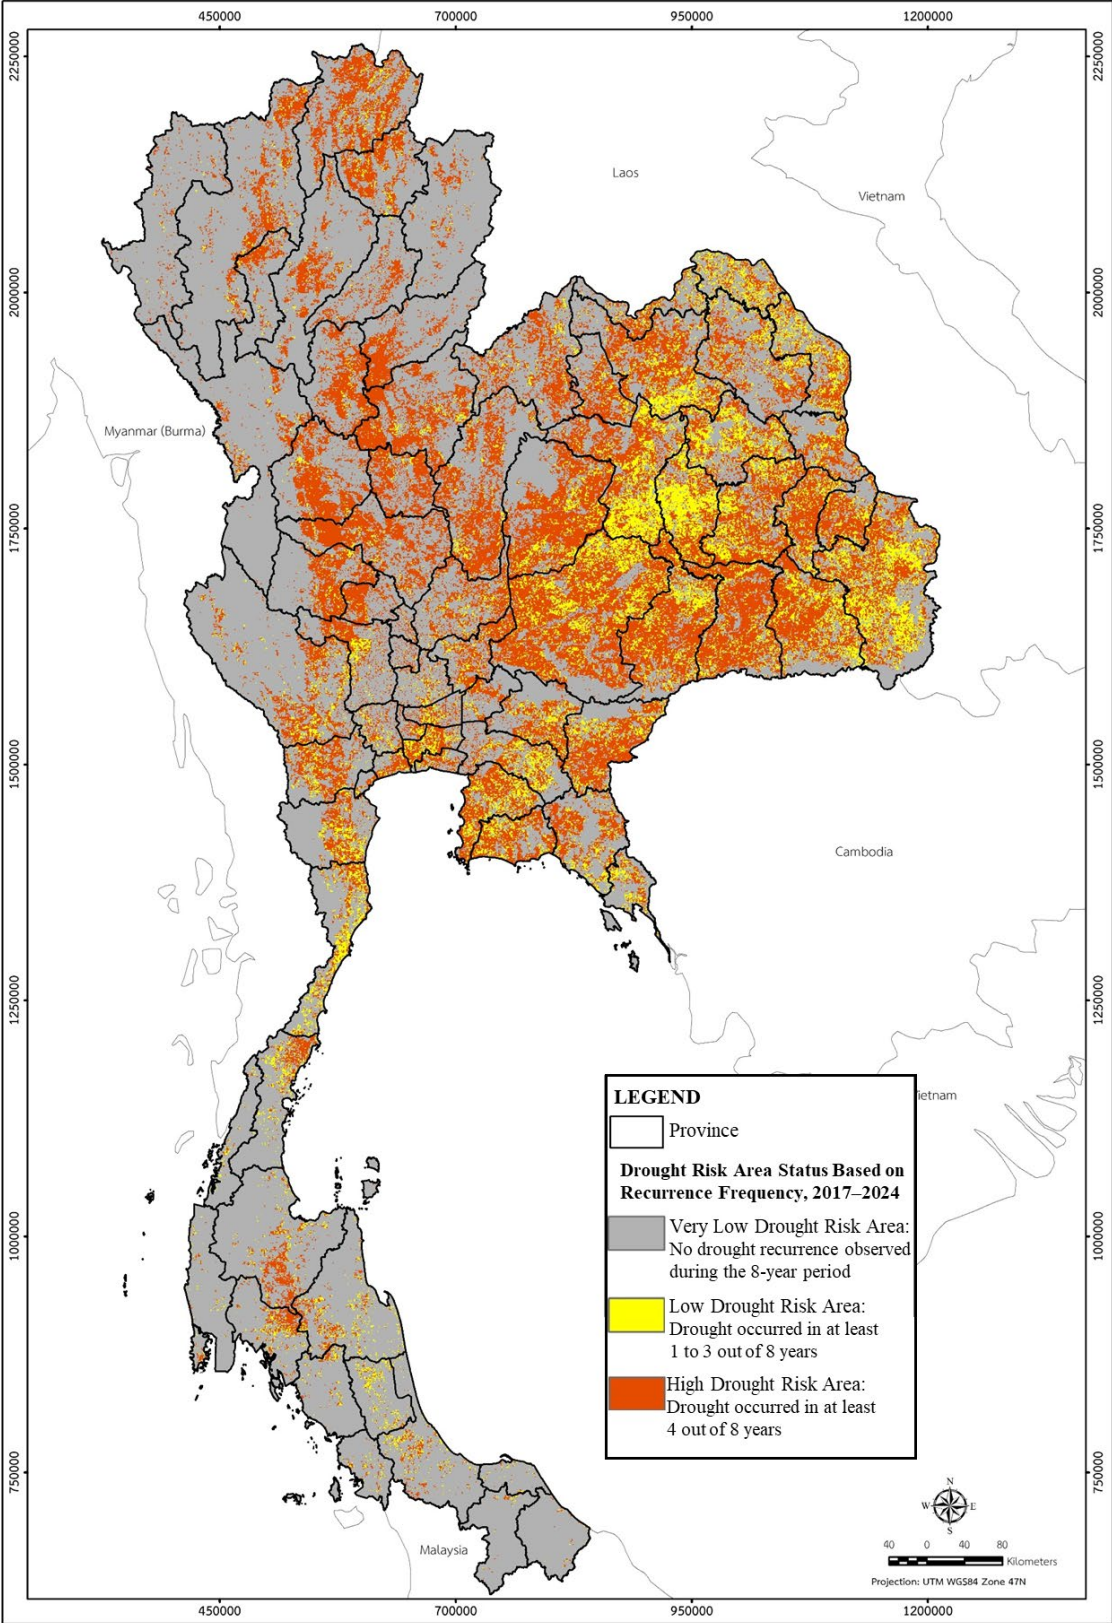 450000
700000
950000
1200000
2250000
2250000
Laos
Vietnam
2000000
2000000
Myanmar (Burma)
1750000
1750000
1500000
1500000
Cambodia
1250000
1250000
LEGEND
Province
ietnam
Drought Risk Area Status Based on
Recurrence Frequency, 2017–2024
Very Low Drought Risk Area:
No drought recurrence observed
during the 8-year period
1000000
1000000
Low Drought Risk Area:
Drought occurred in at least
1 to 3 out of 8 years
High Drought Risk Area:
Drought occurred in at least
4 out of 8 years
750000
750000
N
W
E
S
Malaysia
40 0 40 80
Kilometers
Projection: UTM WGS84 Zone 47N
450000
700000
950000
1200000